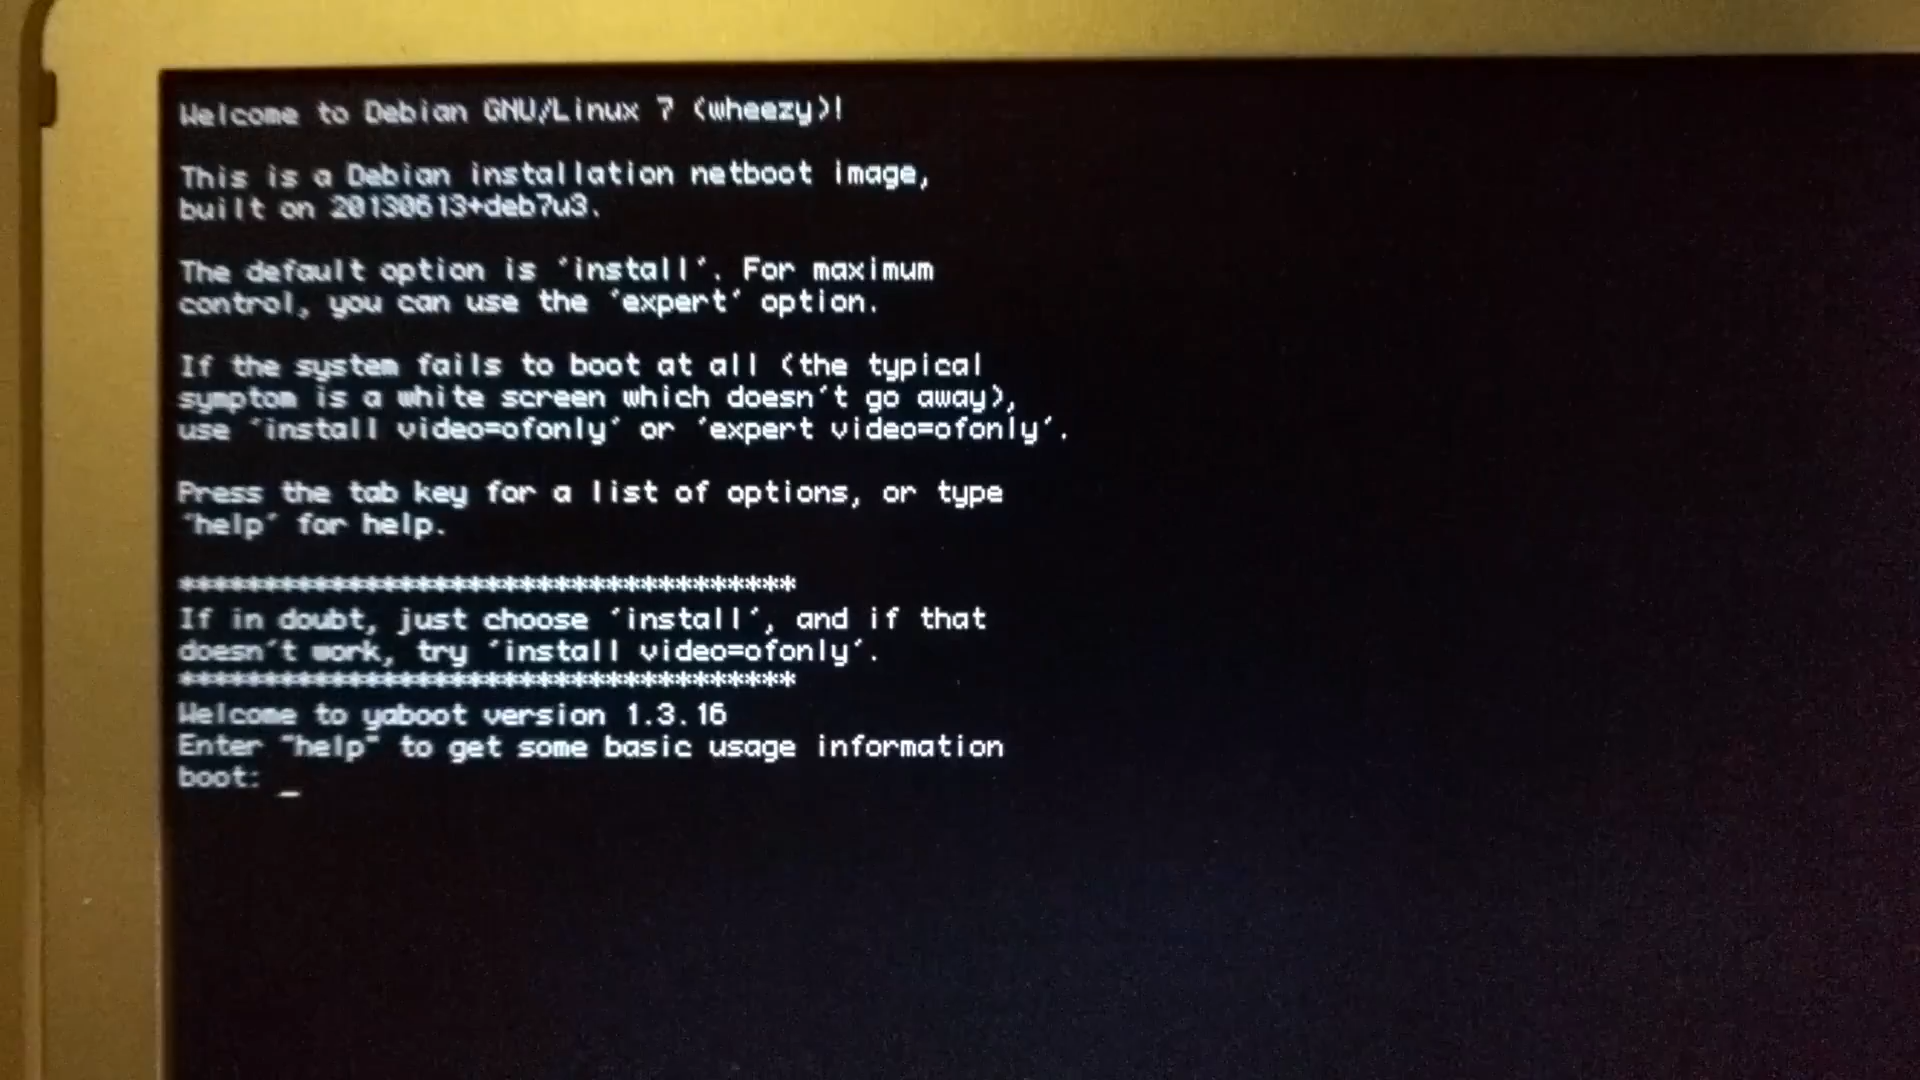 Welcome to Debian GNU/Linux 7 (wheezy)!
This is a Debian installation netboot image,
built on 20130613+deb7u3.
The default option is 'install'. For maximum
control, you can use the 'expert' option.
If the system fails to boot at all (the typical
symptom is a white screen which doesn't go away),
use 'install video=ofonly' or 'expert video=ofonly'.
Press the tab key for a list of options, or type
'help' for help.
************************************
If in doubt, just choose 'install', and if that
doesn't work, try 'install video=ofonly'.
************************************
Welcome to yaboot version 1.3.16
Enter "help" to get some basic usage information
boot: _